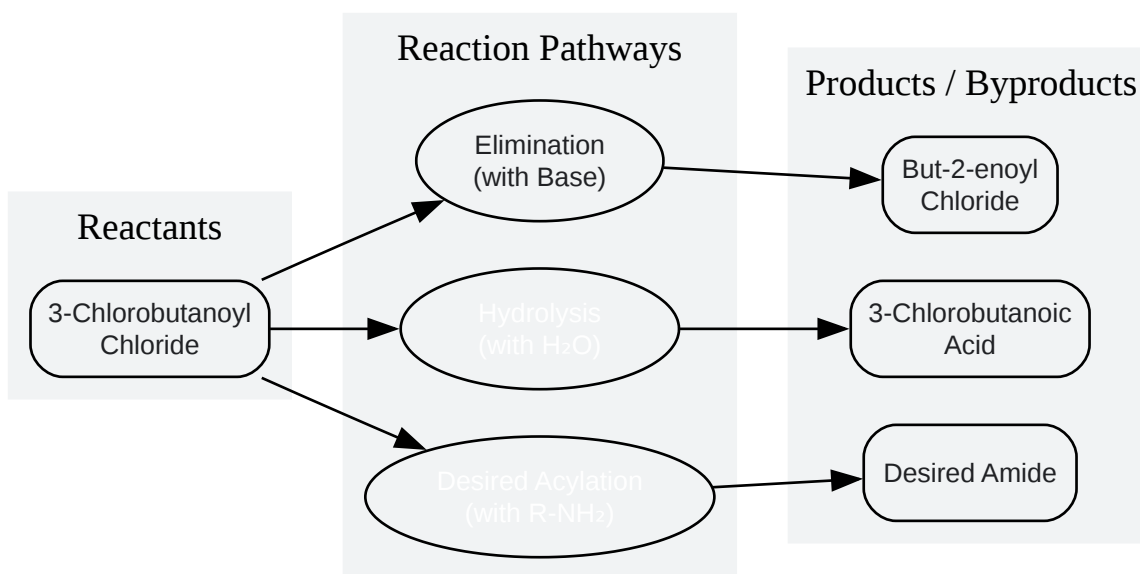 Reaction Pathways
Products / Byproducts
Reactants
Elimination
(with Base)
But-2-enoyl
Chloride
3-Chlorobutanoyl
Chloride
Hydrolysis
(with H₂O)
3-Chlorobutanoic
Acid
Desired Acylation
(with R-NH₂)
Desired Amide